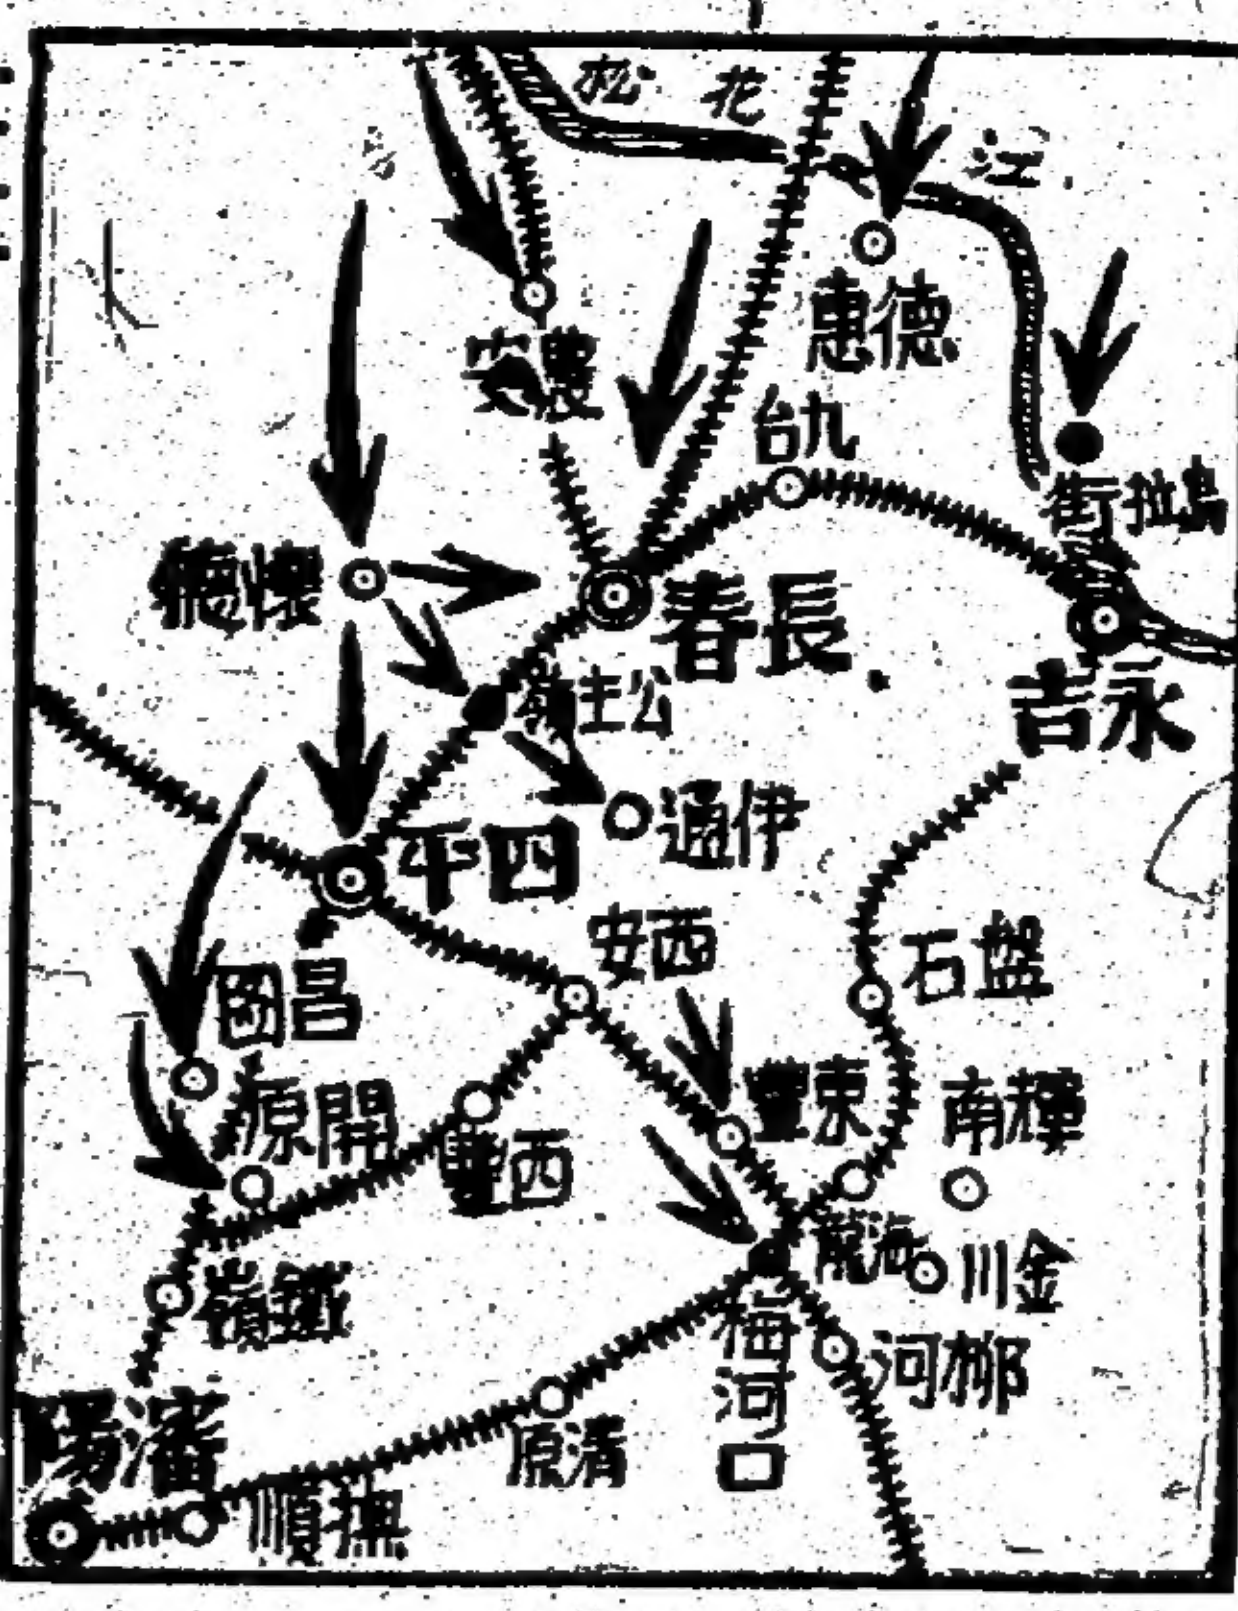 松花江
德惠
農安
九台
烏拉街
懷德
長春
公主嶺
永吉
伊通
四平
西安
盤石
昌圖
開原
東豐
輝南
西豐
海龍
金川
鐵嶺
梅河口
柳河
瀋陽
清原
撫順